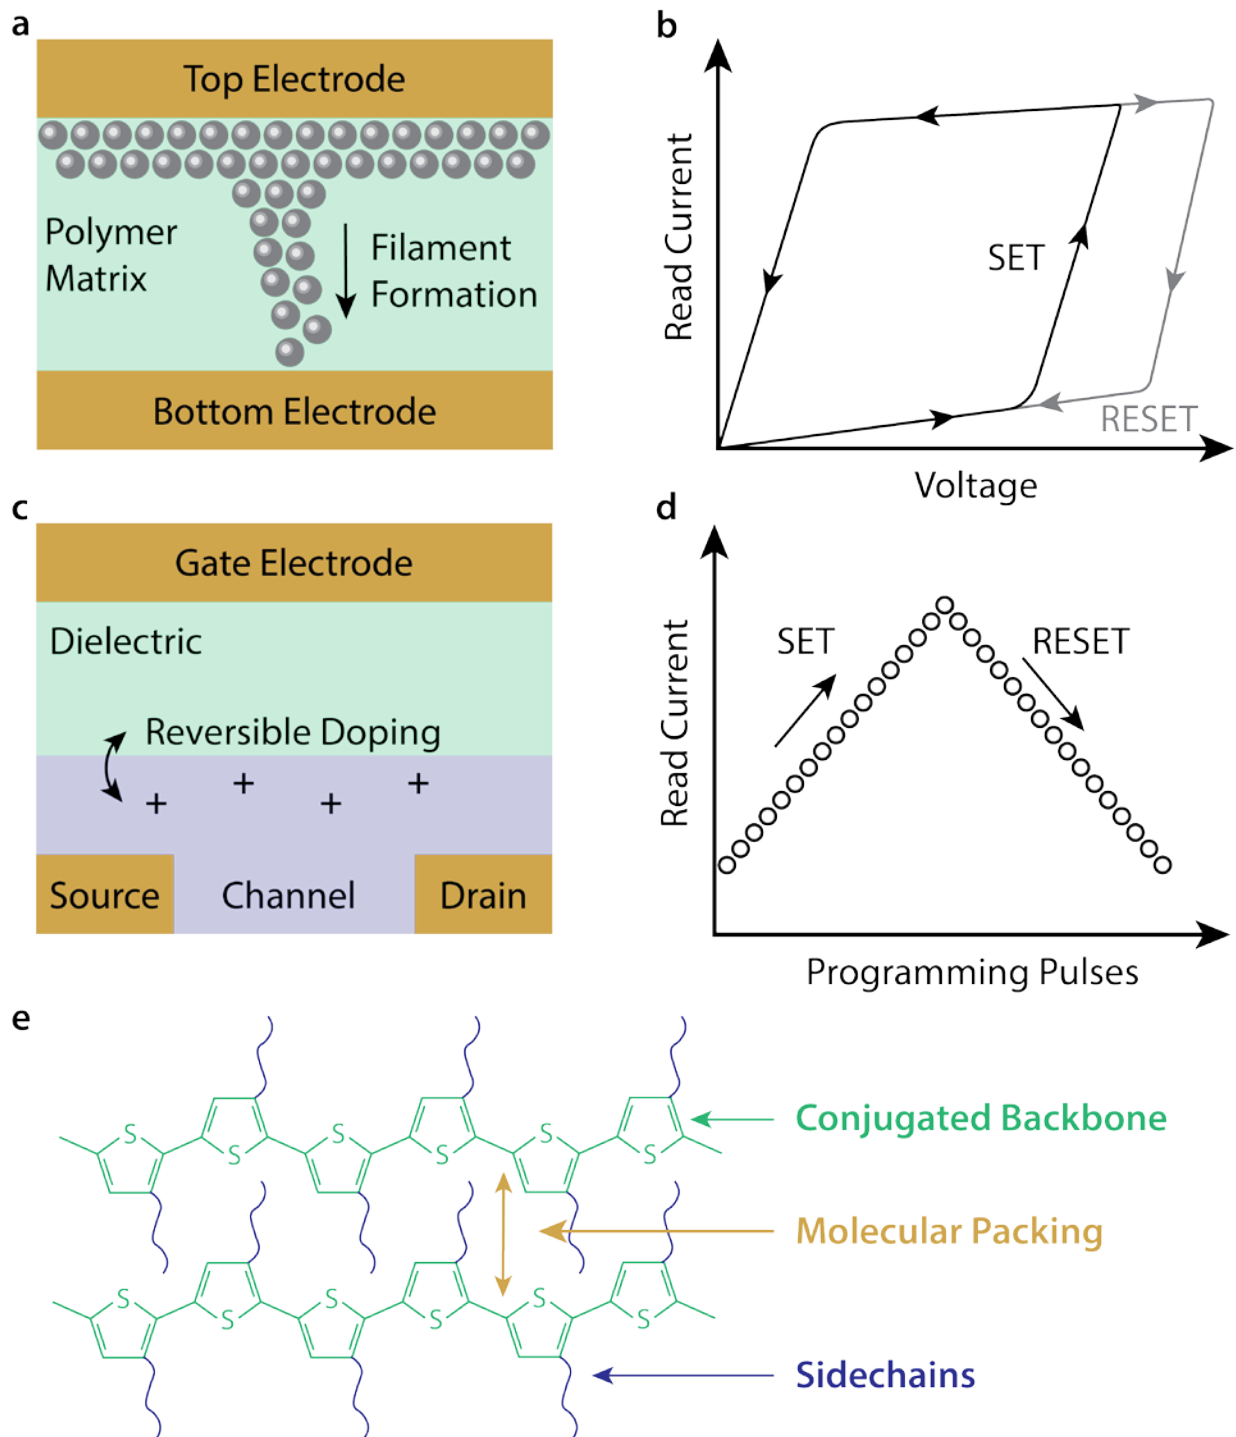 a
Top Electrode
Polymer
Matrix
Filament
Formation
Bottom Electrode
b
Read Current
SET
RESET
Voltage
c
Gate Electrode
Dielectric
Reversible Doping
+ + + +
Source
Channel
Drain
d
Read Current
SET
RESET
Programming Pulses
e
S S S S S S
Conjugated Backbone
Molecular Packing
S S S S S S
Sidechains